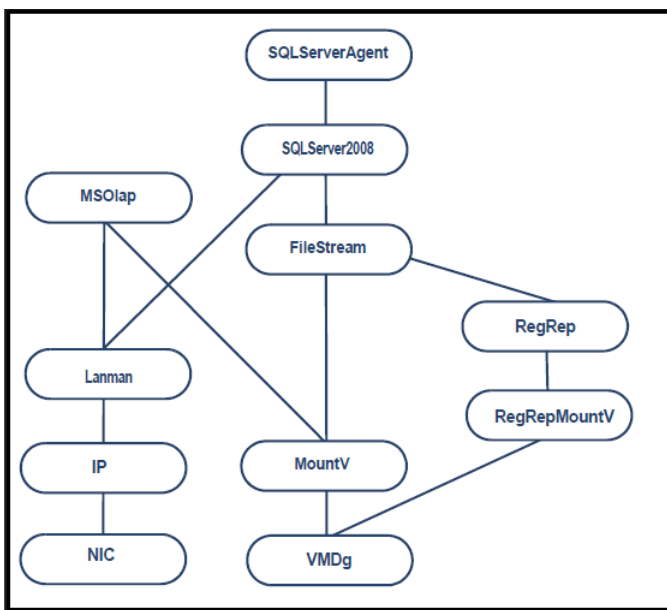 SQLServerAgent
SQLServer2008
MSOlap
FileStream
RegRep
Lanman
RegRepMountV
IP
MountV
NIC
VMDg